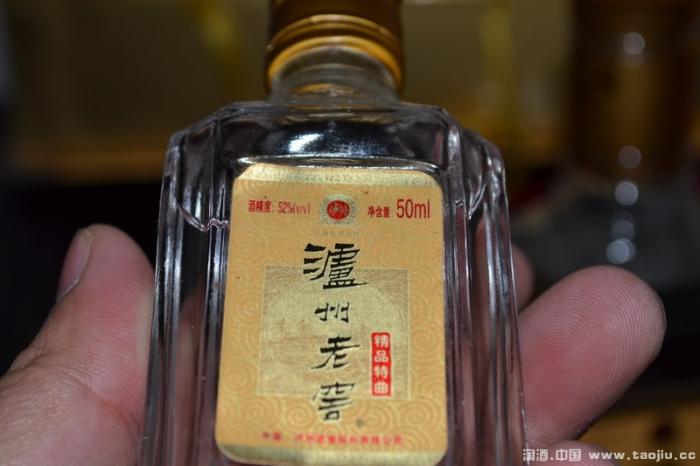 酒精度：52%(v/v)
净含量 50ml
瀘州老窖
精品特曲
淘酒.中国 www.taojiu.cc